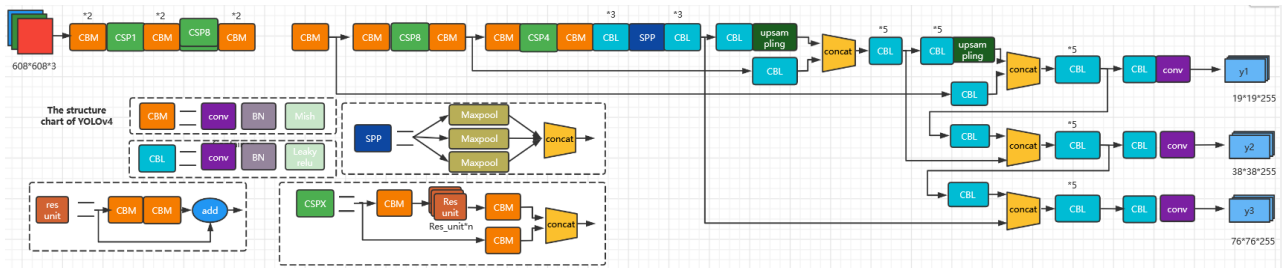 *2 *2 *2 *3 *3
CBM CSP1 CBM CSP8 CBM CBM CBM CSP8 CBM CBM CSP4 CBM CBL SPP CBL CBL upsam
pling
608*608*3
CBL
concat
*5 *5
CBL CBL upsam
pling
CBL
concat
*5
CBL CBL conv y1
19*19*255
The structure
chart of YOLOv4
CBM conv BN Mish
CBL conv BN Leaky
relu
SPP Maxpool
Maxpool
Maxpool
concat
CBL
concat
*5
CBL CBL conv y2
38*38*255
res
unit
CBM CBM add
CSPX CBM Res
unit
Res_unit*n
CBM
CBM
concat
CBL
concat
*5
CBL CBL conv y3
76*76*255